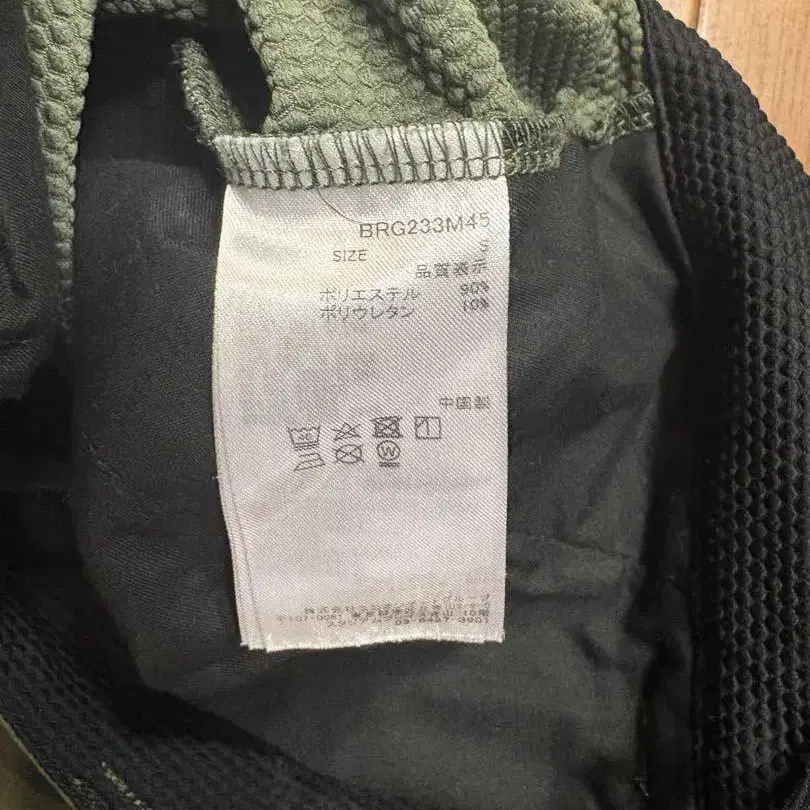 BRG233M45
SIZE S
品質表示
ポリエステル 90%
ポリウレタン 10%
中国製
40
W